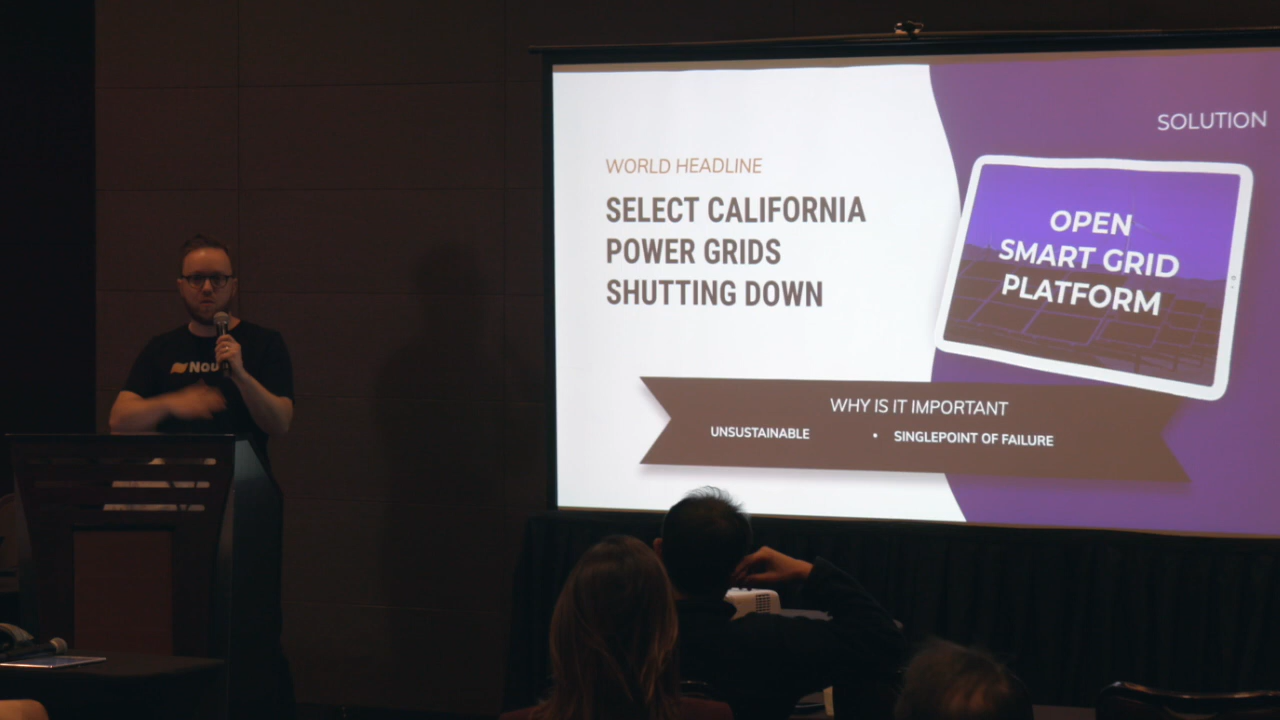 SOLUTION
WORLD HEADLINE
SELECT CALIFORNIA
POWER GRIDS
SHUTTING DOWN
OPEN
SMART GRID
PLATFORM
WHY IS IT IMPORTANT
UNSUSTAINABLE
• SINGLEPOINT OF FAILURE